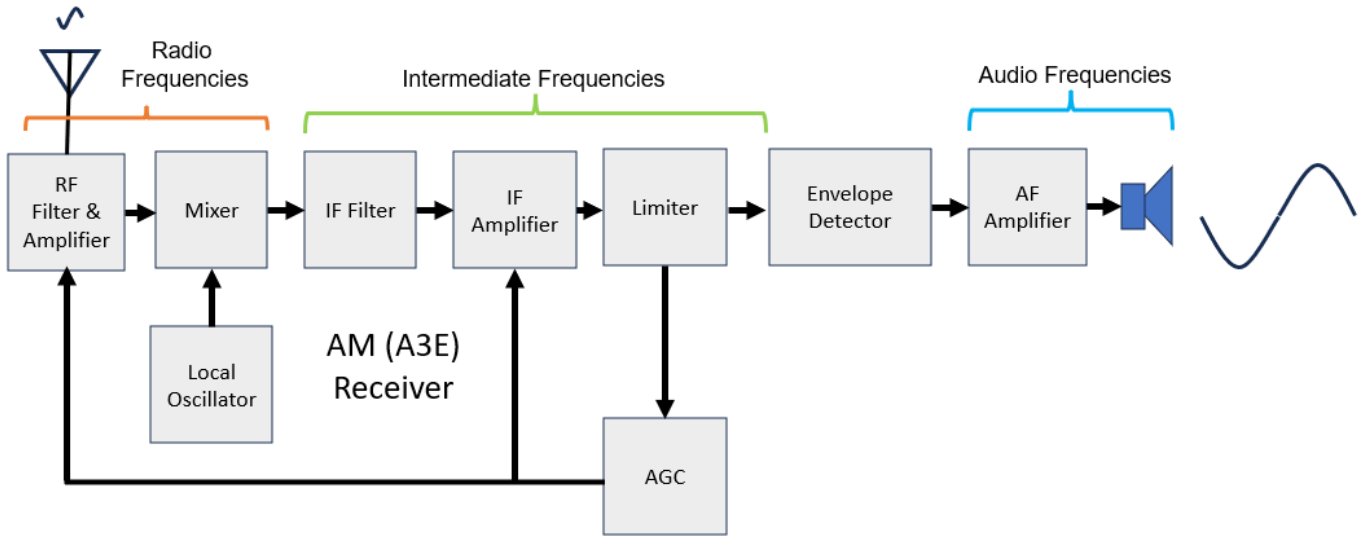 Radio
Frequencies
Intermediate Frequencies
Audio Frequencies
RF
Filter &
Amplifier
Mixer
IF Filter
IF
Amplifier
Limiter
Envelope
Detector
AF
Amplifier
Local
Oscillator
AM (A3E)
Receiver
AGC